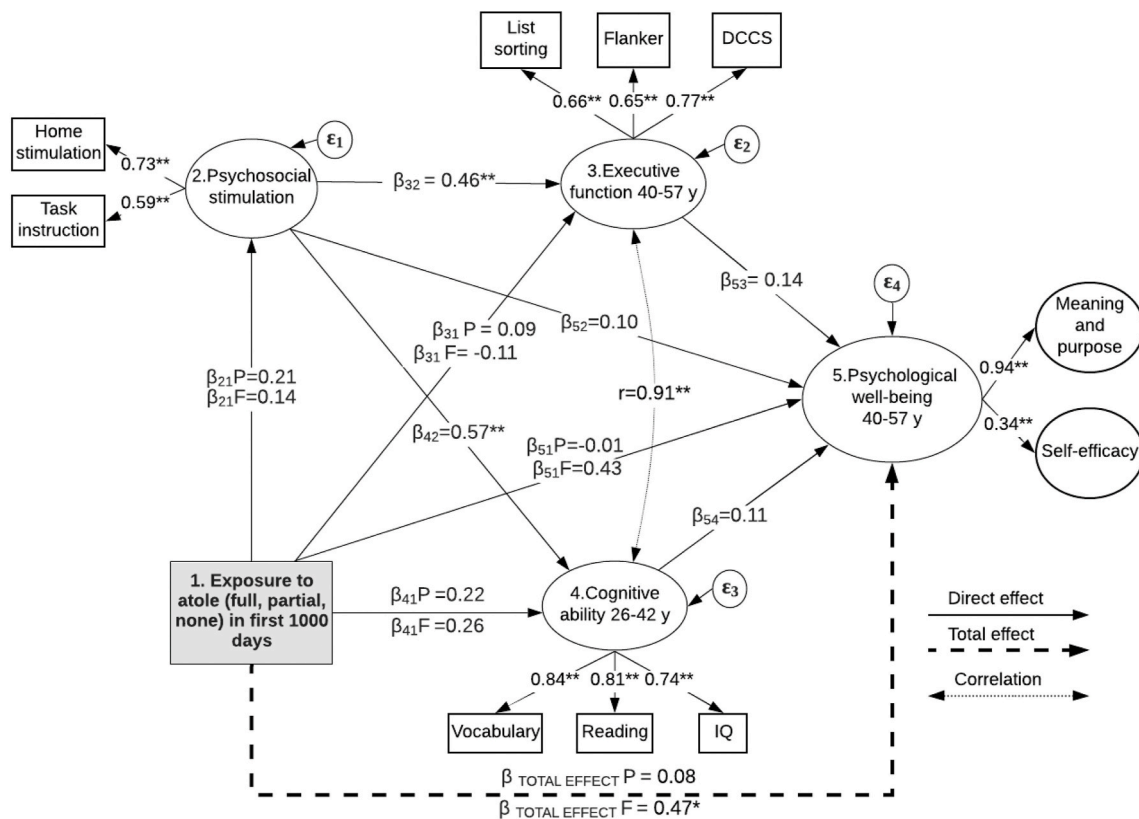 List
sorting
Flanker
DCCS
0.66**
0.65**
0.77**
Home
stimulation
0.73**
Task
instruction
0.59**
ε1
2.Psychosocial
stimulation
β32 = 0.46**
3.Executive
function 40-57 y
ε2
β53= 0.14
ε4
Meaning
and
purpose
0.94**
β31 P = 0.09
β31 F= -0.11
β52=0.10
β21P=0.21
β21F=0.14
r=0.91**
5.Psychological
well-being
40-57 y
0.34**
Self-efficacy
β42=0.57**
β51P=-0.01
β51F=0.43
β54=0.11
1. Exposure to
atole (full, partial,
none) in first 1000
days
β41P =0.22
β41F =0.26
4.Cognitive
ability 26-42 y
ε3
Direct effect
Total effect
Correlation
0.84**
0.81**
0.74**
Vocabulary
Reading
IQ
β TOTAL EFFECT P = 0.08
β TOTAL EFFECT F = 0.47*